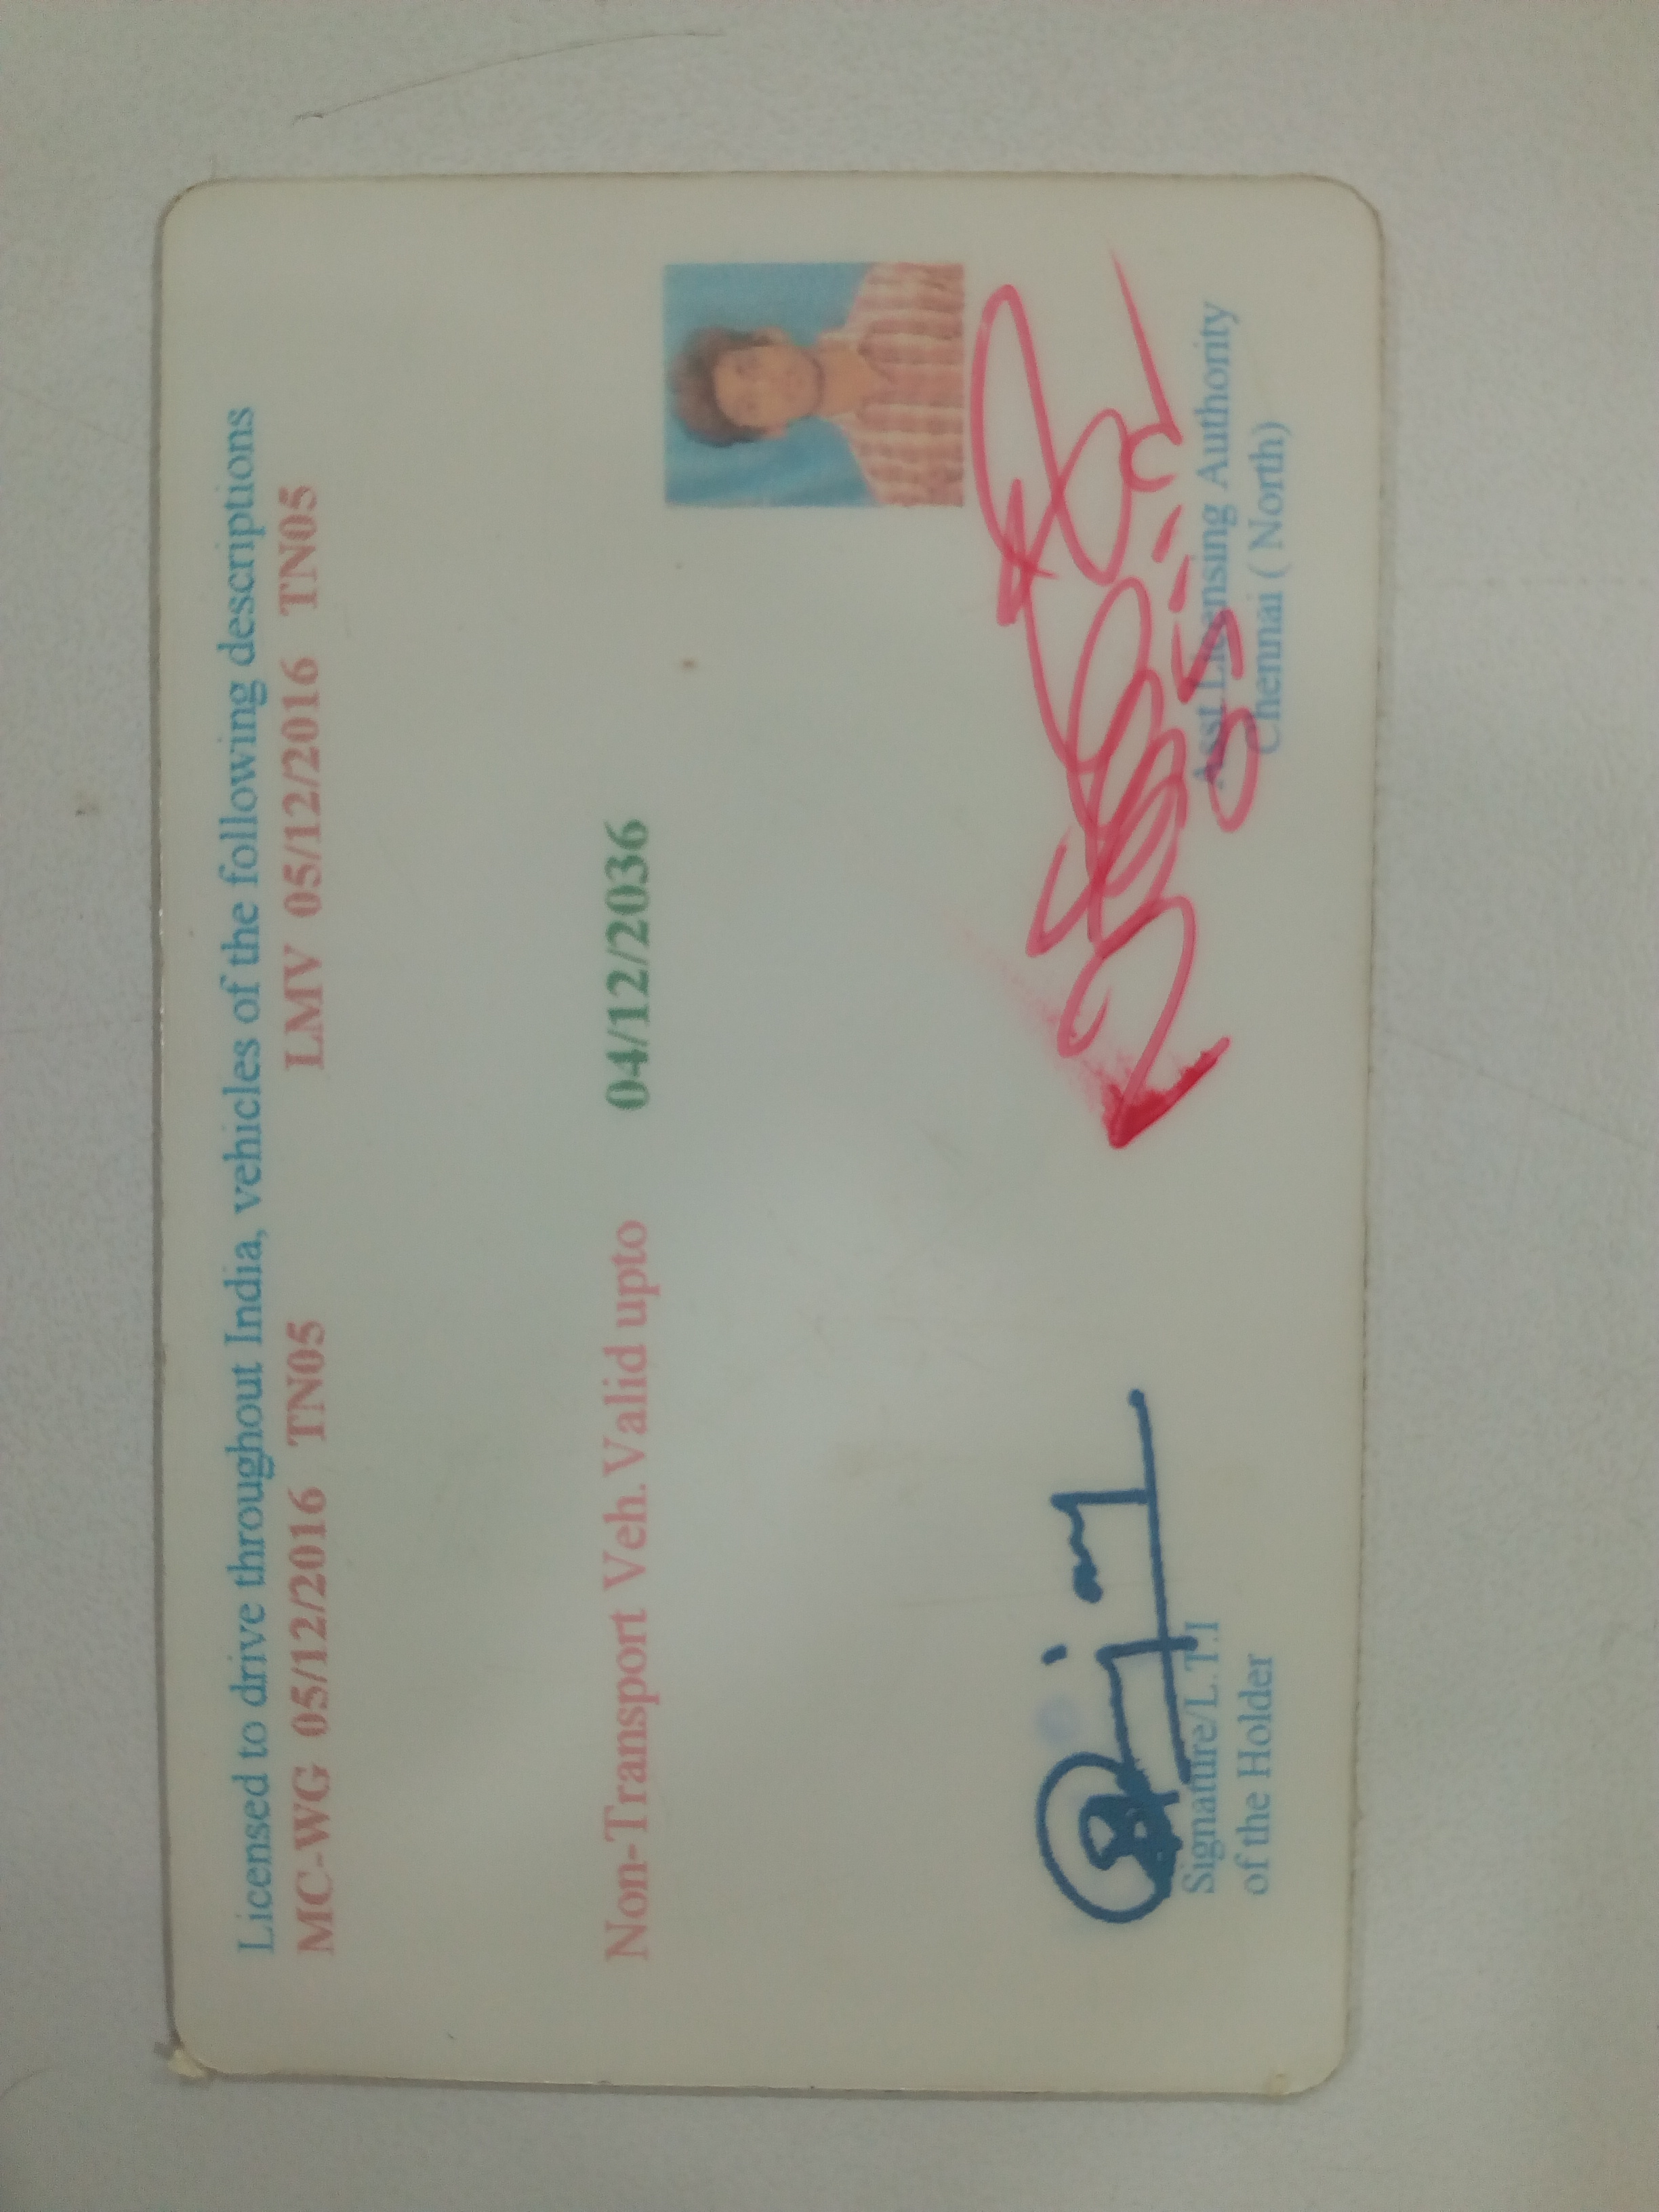 Licensed to drive throughout India, vehicles of the following descriptions
MC-WG 05/12/2016 TN05 LMV 05/12/2016 TN05
Non-Transport Veh. Valid upto 04/12/2036
Signature/L.T.I
of the Holder
Asst. Licensing Authority
Chennai ( North)